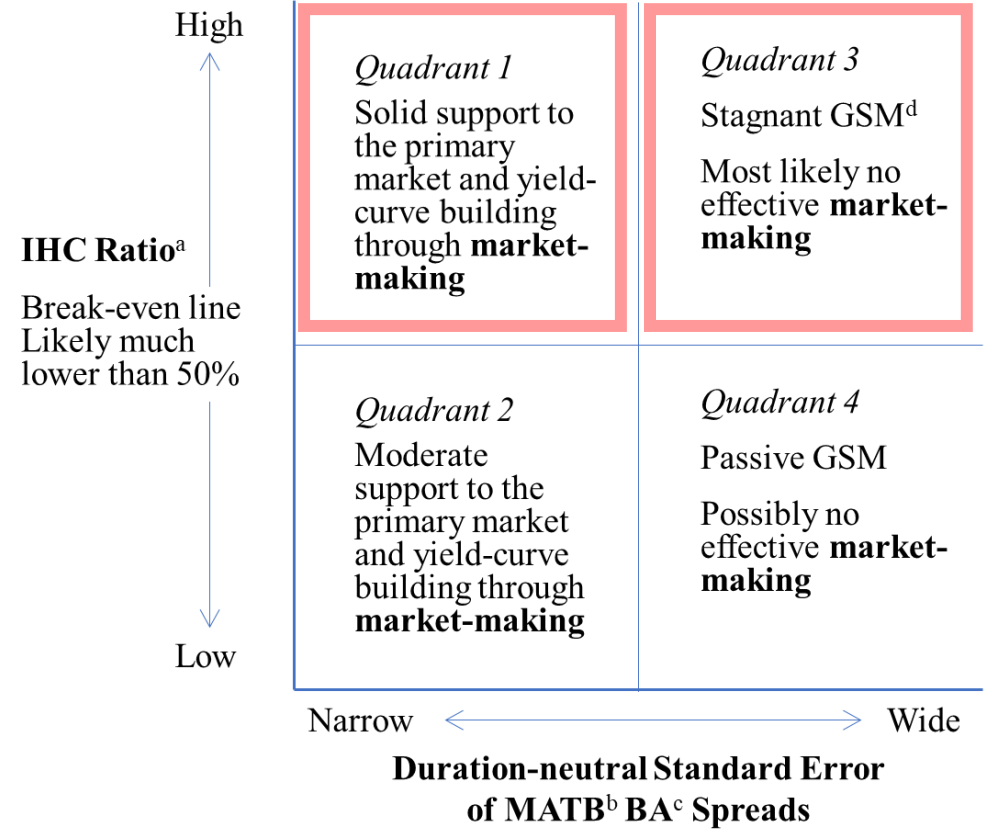 High
IHC Ratioᵃ
Break-even line
Likely much
lower than 50%
Low
Quadrant 1
Solid support to
the primary
market and yield-
curve building
through market-
making
Quadrant 3
Stagnant GSMᵈ
Most likely no
effective market-
making
Quadrant 2
Moderate
support to the
primary market
and yield-curve
building through
market-making
Quadrant 4
Passive GSM
Possibly no
effective market-
making
Narrow
Wide
Duration-neutral Standard Error
of MATBᵇ BAᶜ Spreads